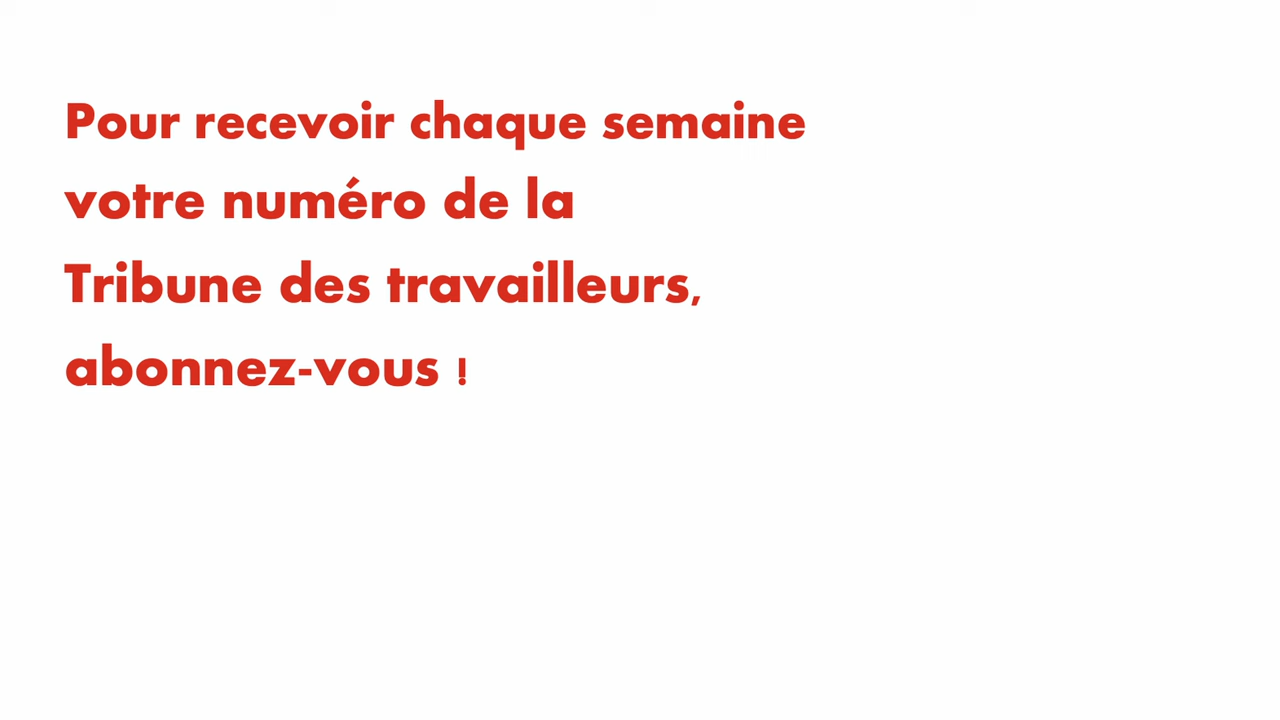 Pour recevoir chaque semaine
votre numéro de la
Tribune des travailleurs,
abonnez-vous !